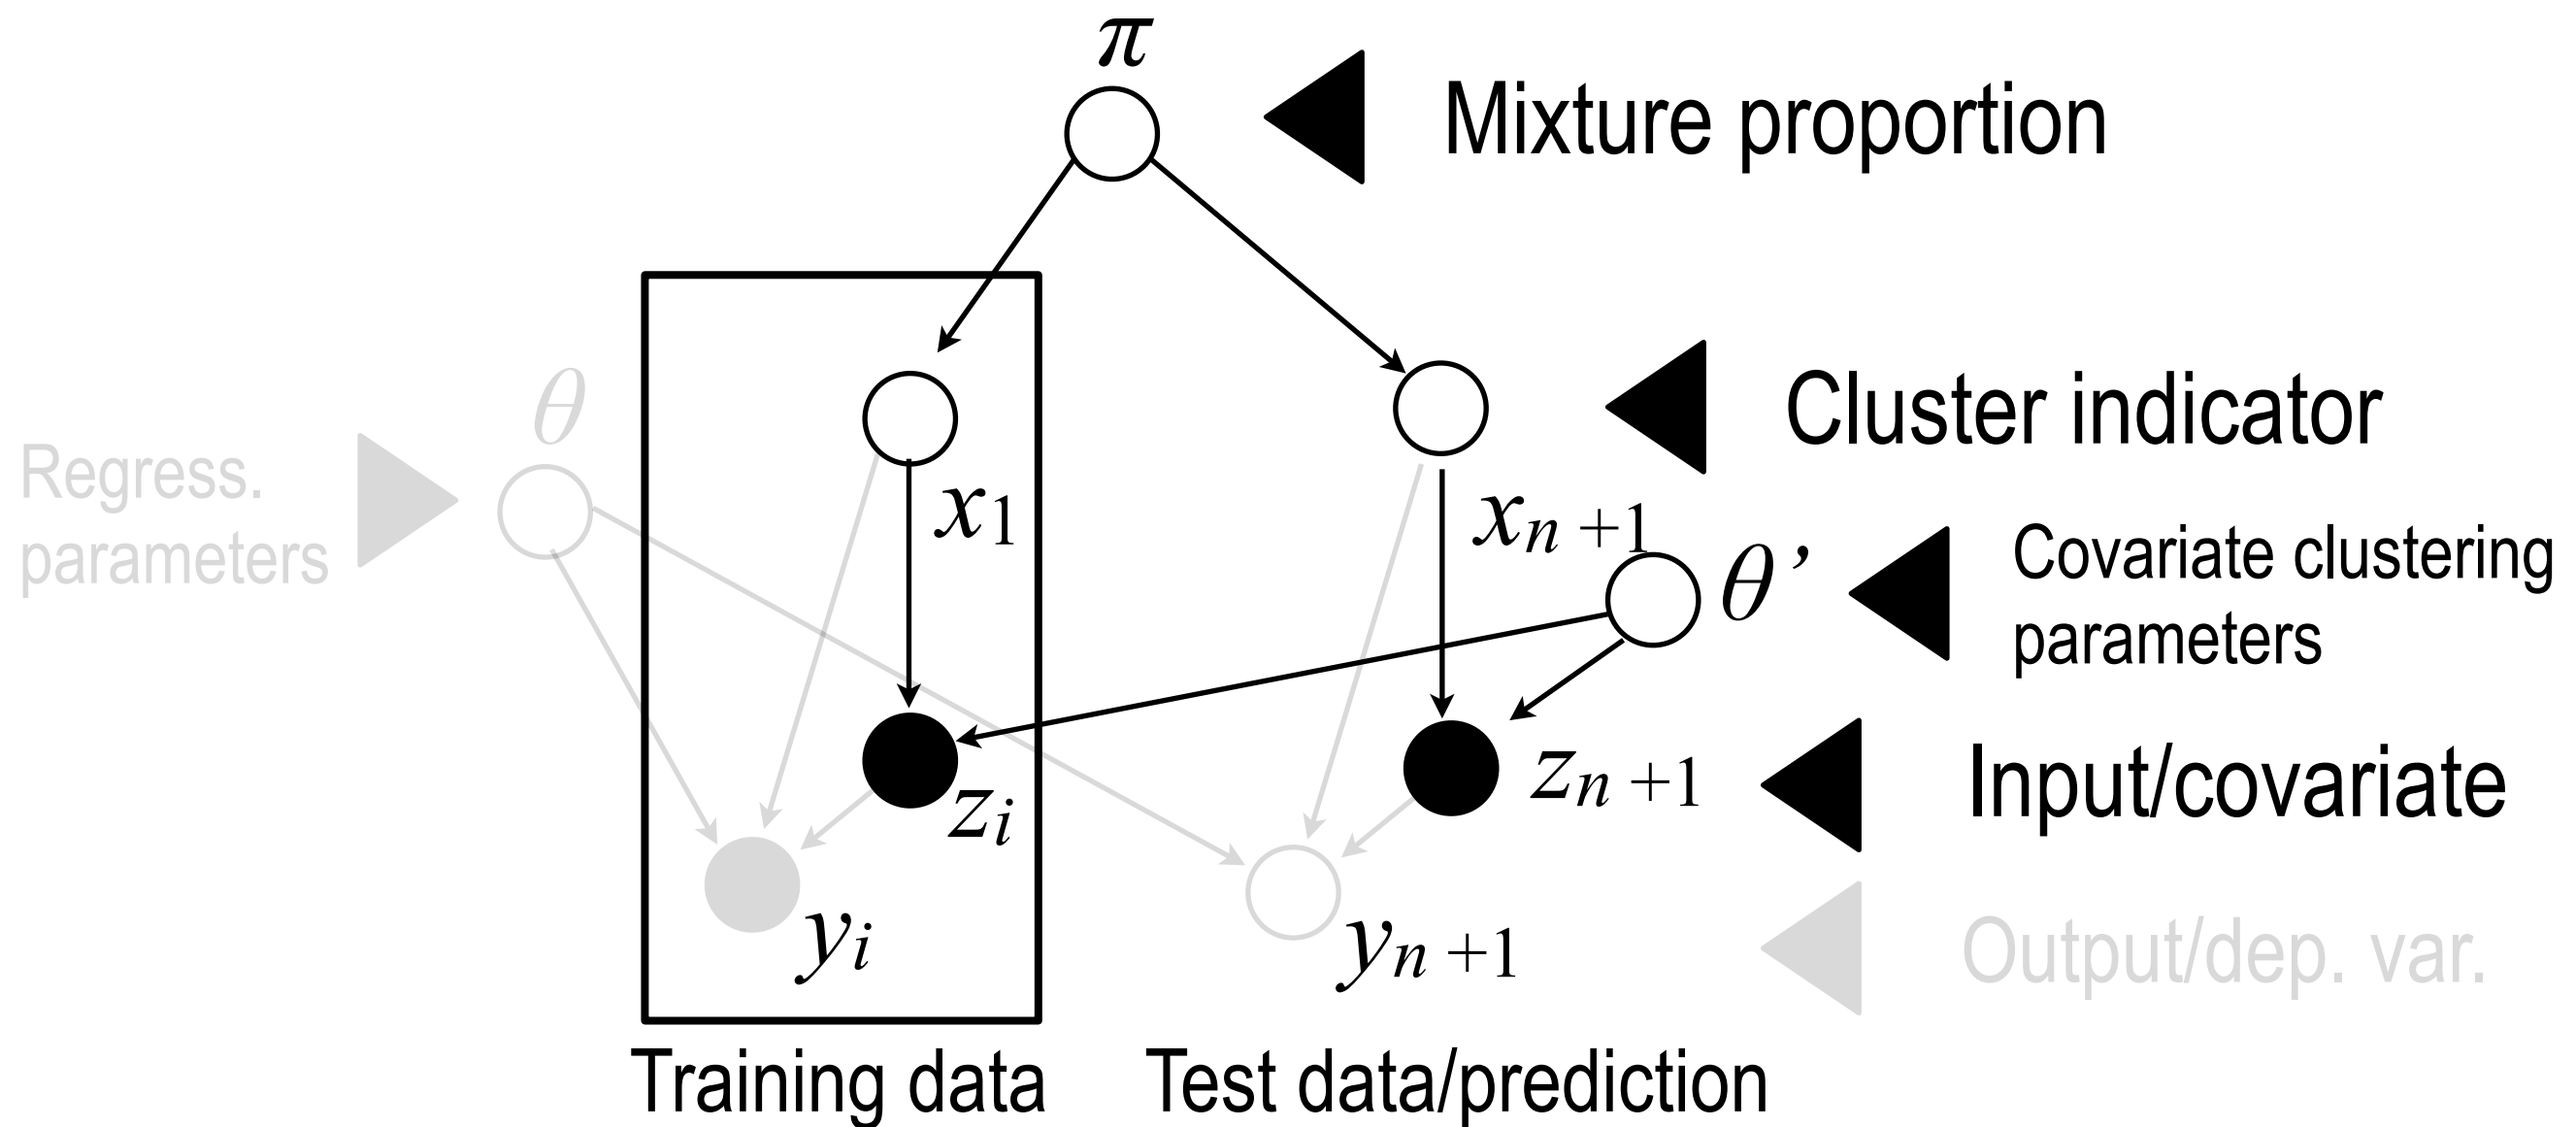 π
Mixture proportion
θ
Cluster indicator
Regress.
parameters
x1
xn +1
θ’
Covariate clustering
parameters
zi
zn +1
Input/covariate
yi
yn +1
Output/dep. var.
Training data
Test data/prediction